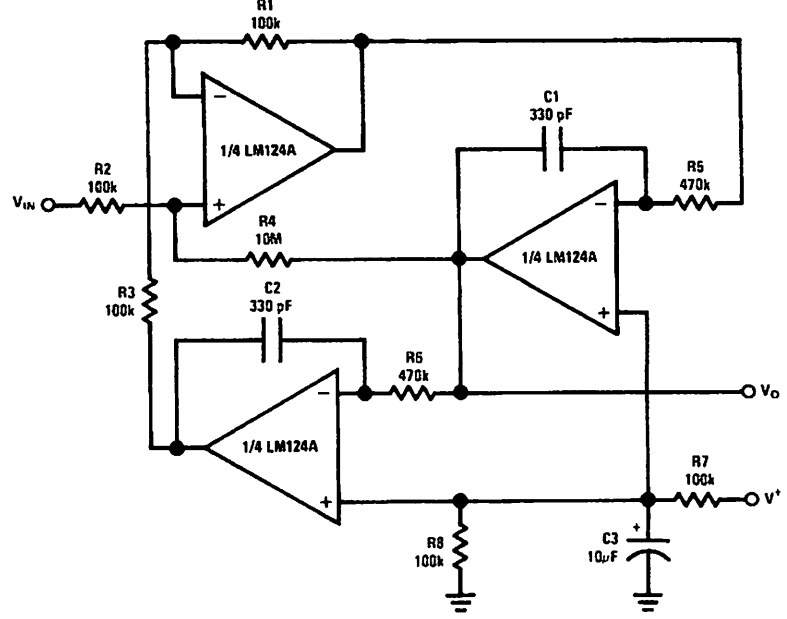 R1
100k
C1
330 pF
1/4 LM124A
R2
100k
R5
470k
VIN
R4
10M
1/4 LM124A
R3
100k
C2
330 pF
R6
470k
VO
1/4 LM124A
R7
100k
V+
R8
100k
C3
10μF